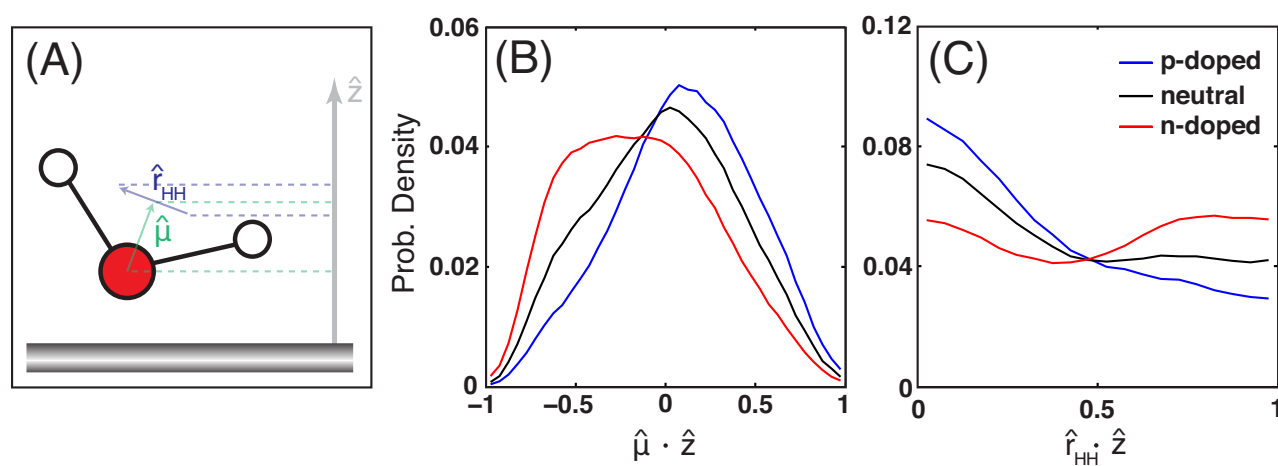 (A)
ẑ
r̂HH
μ̂
(B)
0.06
0.04
0.02
0
Prob. Density
−1
−0.5
0
0.5
1
μ̂ · ẑ
(C)
0.12
0.08
0.04
0
p-doped
neutral
n-doped
0
0.5
1
r̂HH · ẑ